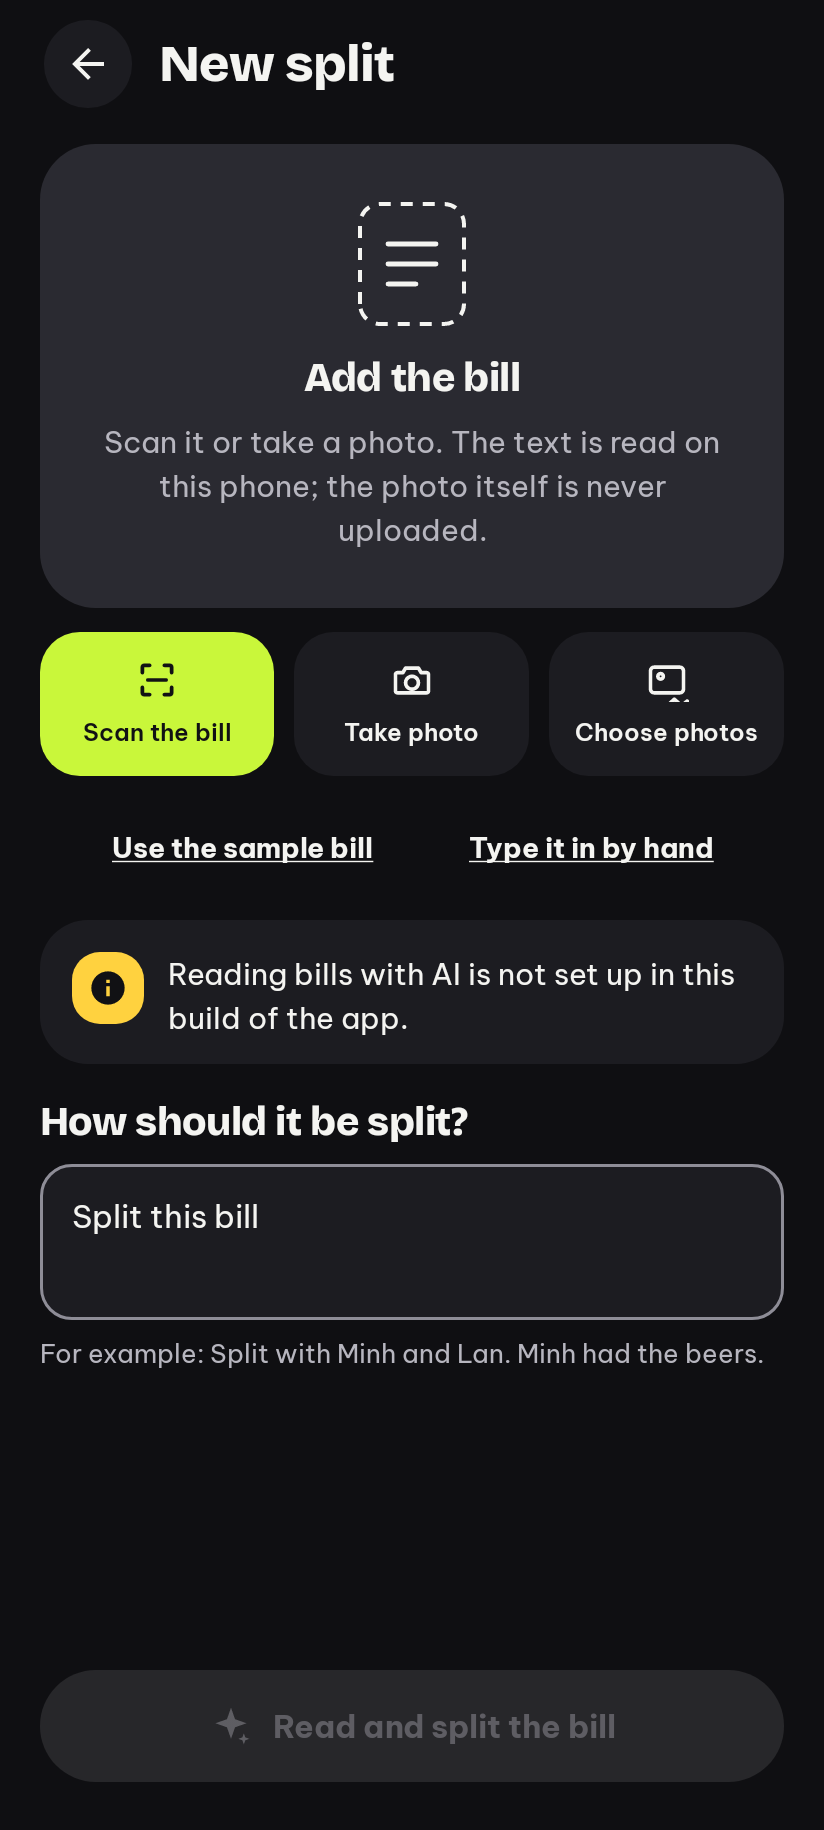 New split
Add the bill
Scan it or take a photo. The text is read on
this phone; the photo itself is never
uploaded.
Scan the bill
Take photo
Choose photos
Use the sample bill
Type it in by hand
Reading bills with AI is not set up in this
build of the app.
How should it be split?
Split this bill
For example: Split with Minh and Lan. Minh had the beers.
Read and split the bill